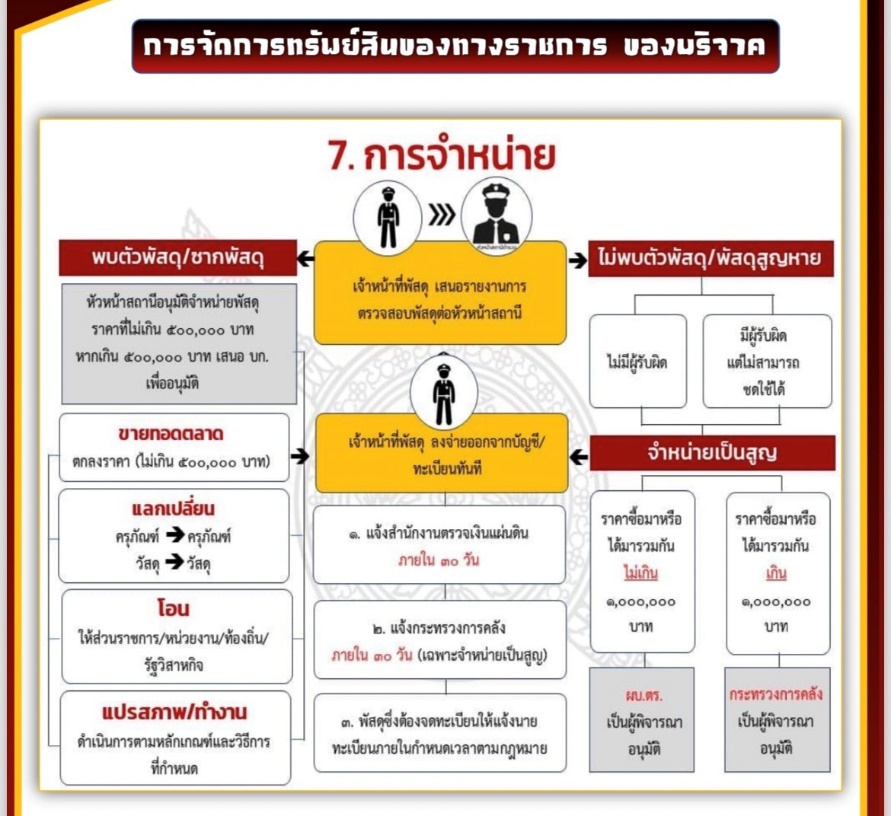 การจัดการทรัพย์สินของทางราชการ ของบริจาค
7. การจำหน่าย
หัวหน้าสถานีตำรวจ
พบตัวพัสดุ/ซากพัสดุ
เจ้าหน้าที่พัสดุ เสนอรายงานการ
ตรวจสอบพัสดุต่อหัวหน้าสถานี
ไม่พบตัวพัสดุ/พัสดุสูญหาย
หัวหน้าสถานีอนุมัติจำหน่ายพัสดุ
ราคาที่ไม่เกิน ๕๐๐,๐๐๐ บาท
หากเกิน ๕๐๐,๐๐๐ บาท เสนอ บก.
เพื่ออนุมัติ
ไม่มีผู้รับผิด
มีผู้รับผิด
แต่ไม่สามารถ
ชดใช้ได้
ขายทอดตลาด
ตกลงราคา (ไม่เกิน ๕๐๐,๐๐๐ บาท)
เจ้าหน้าที่พัสดุ ลงจ่ายออกจากบัญชี/
ทะเบียนทันที
จำหน่ายเป็นสูญ
แลกเปลี่ยน
ครุภัณฑ์ ➔ ครุภัณฑ์
วัสดุ ➔ วัสดุ
โอน
ให้ส่วนราชการ/หน่วยงาน/ท้องถิ่น/
รัฐวิสาหกิจ
แปรสภาพ/ทำงาน
ดำเนินการตามหลักเกณฑ์และวิธีการ
ที่กำหนด
๑. แจ้งสำนักงานตรวจเงินแผ่นดิน
ภายใน ๓๐ วัน
๒. แจ้งกระทรวงการคลัง
ภายใน ๓๐ วัน (เฉพาะจำหน่ายเป็นสูญ)
๓. พัสดุซึ่งต้องจดทะเบียนให้แจ้งนาย
ทะเบียนภายในกำหนดเวลาตามกฎหมาย
ราคาซื้อมาหรือ
ได้มารวมกัน
ไม่เกิน
๑,๐๐๐,๐๐๐
บาท
ผบ.ตร.
เป็นผู้พิจารณา
อนุมัติ
ราคาซื้อมาหรือ
ได้มารวมกัน
เกิน
๑,๐๐๐,๐๐๐
บาท
กระทรวงการคลัง
เป็นผู้พิจารณา
อนุมัติ